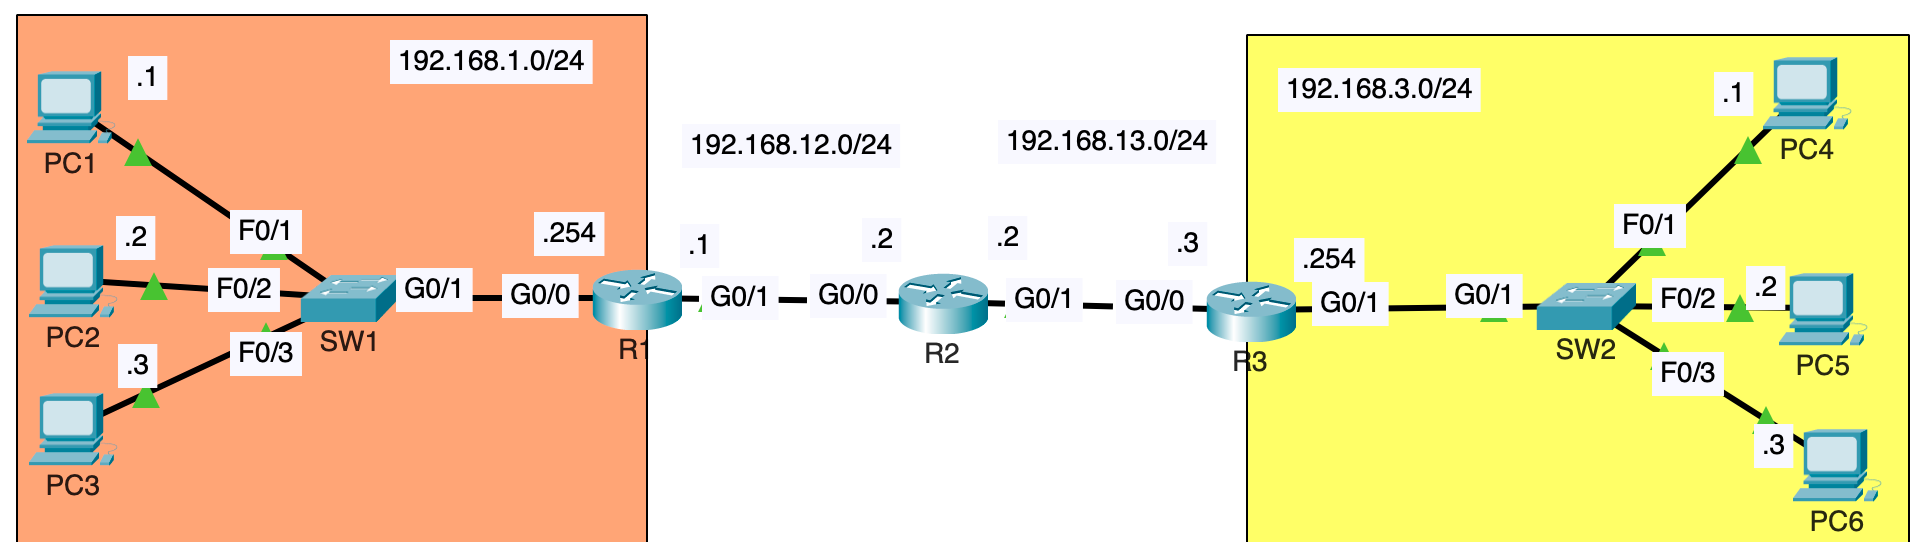 192.168.1.0/24
.1
PC1
F0/1
.2
F0/2
PC2
.3
F0/3
PC3
SW1
G0/1
G0/0
.254
R1
192.168.12.0/24
.1
G0/1
.2
G0/0
R2
192.168.13.0/24
.2
G0/1
.3
G0/0
R3
192.168.3.0/24
.254
G0/1
G0/1
SW2
F0/1
.1
PC4
F0/2
.2
PC5
F0/3
.3
PC6